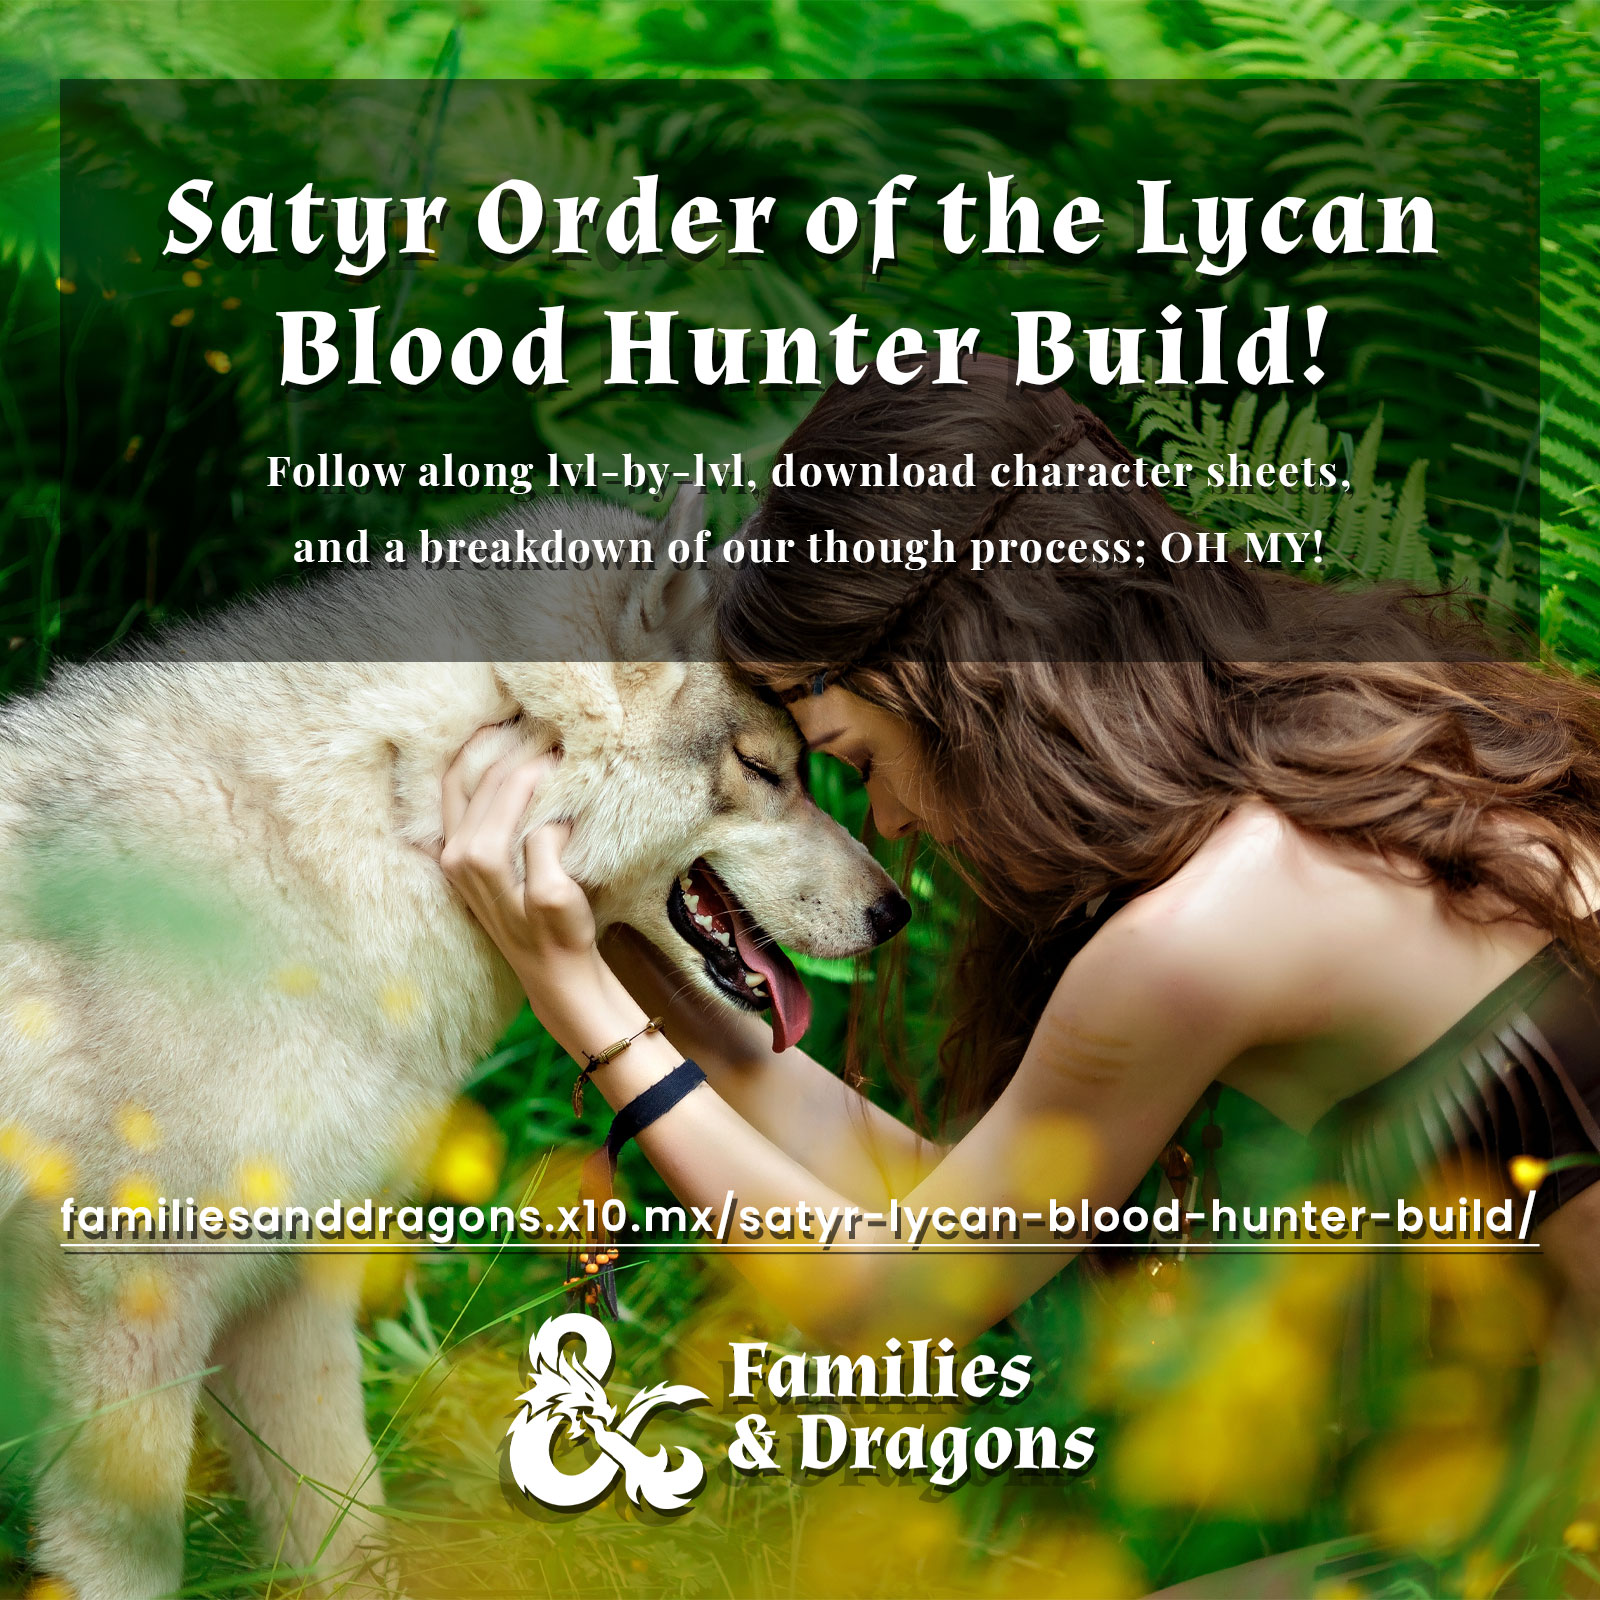 Satyr Order of the Lycan
Blood Hunter Build!
Follow along lvl-by-lvl, download character sheets,
and a breakdown of our though process; OH MY!
familiesanddragons.x10.mx/satyr-lycan-blood-hunter-build/
Families
& Dragons